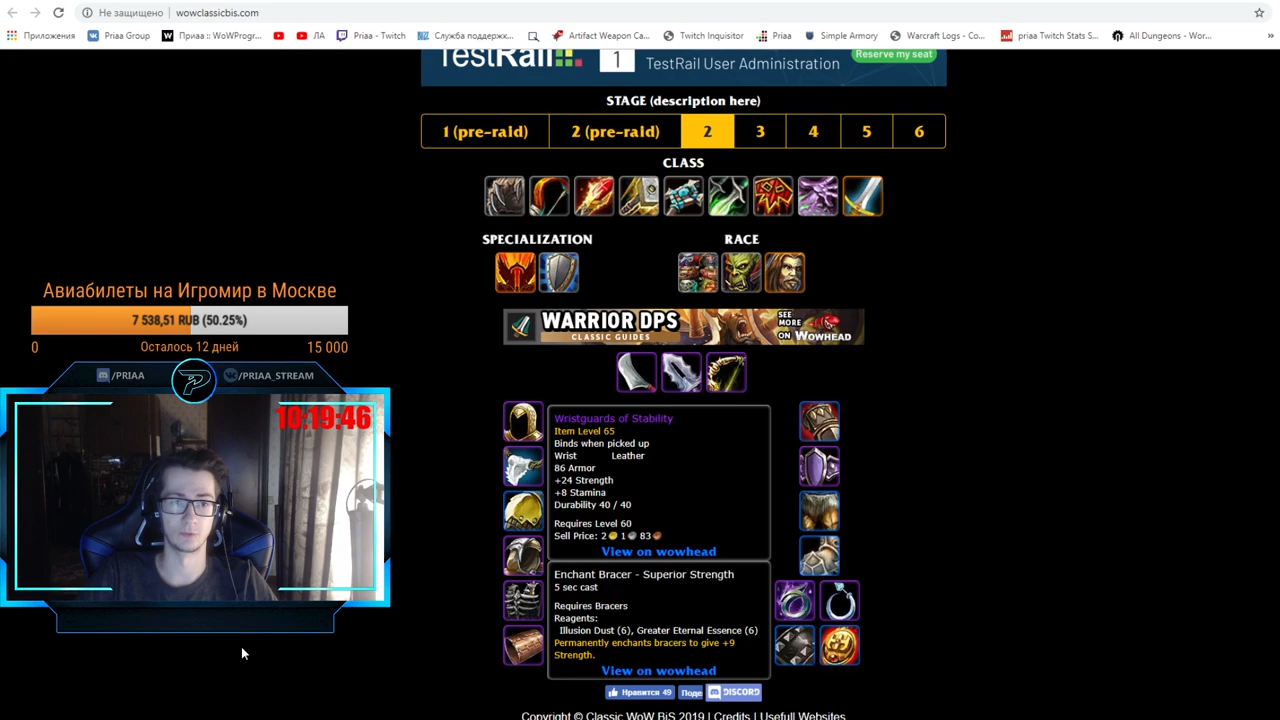 Не защищено | wowclassicbis.com
Приложения Priaa Group Приаа :: WoWProgr... ЛА Priaa - Twitch Служба поддержк... Artifact Weapon Ca... Twitch Inquisitor Priaa Simple Armory Warcraft Logs - Co... priaa Twitch Stats S... All Dungeons - Wor... »
TestRail 1 TestRail User Administration Reserve my seat
STAGE (description here)
1 (pre-raid) 2 (pre-raid) 2 3 4 5 6
CLASS
SPECIALIZATION RACE
WARRIOR DPS
CLASSIC GUIDES
SEE MORE ON WOWHEAD
Wristguards of Stability
Item Level 65
Binds when picked up
Wrist Leather
86 Armor
+24 Strength
+8 Stamina
Durability 40 / 40
Requires Level 60
Sell Price: 2 1 83
View on wowhead
Enchant Bracer - Superior Strength
5 sec cast
Requires Bracers
Reagents:
Illusion Dust (6), Greater Eternal Essence (6)
Permanently enchants bracers to give +9
Strength.
View on wowhead
Нравится 49 Поде DISCORD
Copyright © Classic WoW BiS 2019 | Credits | Usefull Websites
Авиабилеты на Игромир в Москве
7 538,51 RUB (50.25%)
0 Осталось 12 дней 15 000
/PRIAA /PRIAA_STREAM
10:19:46